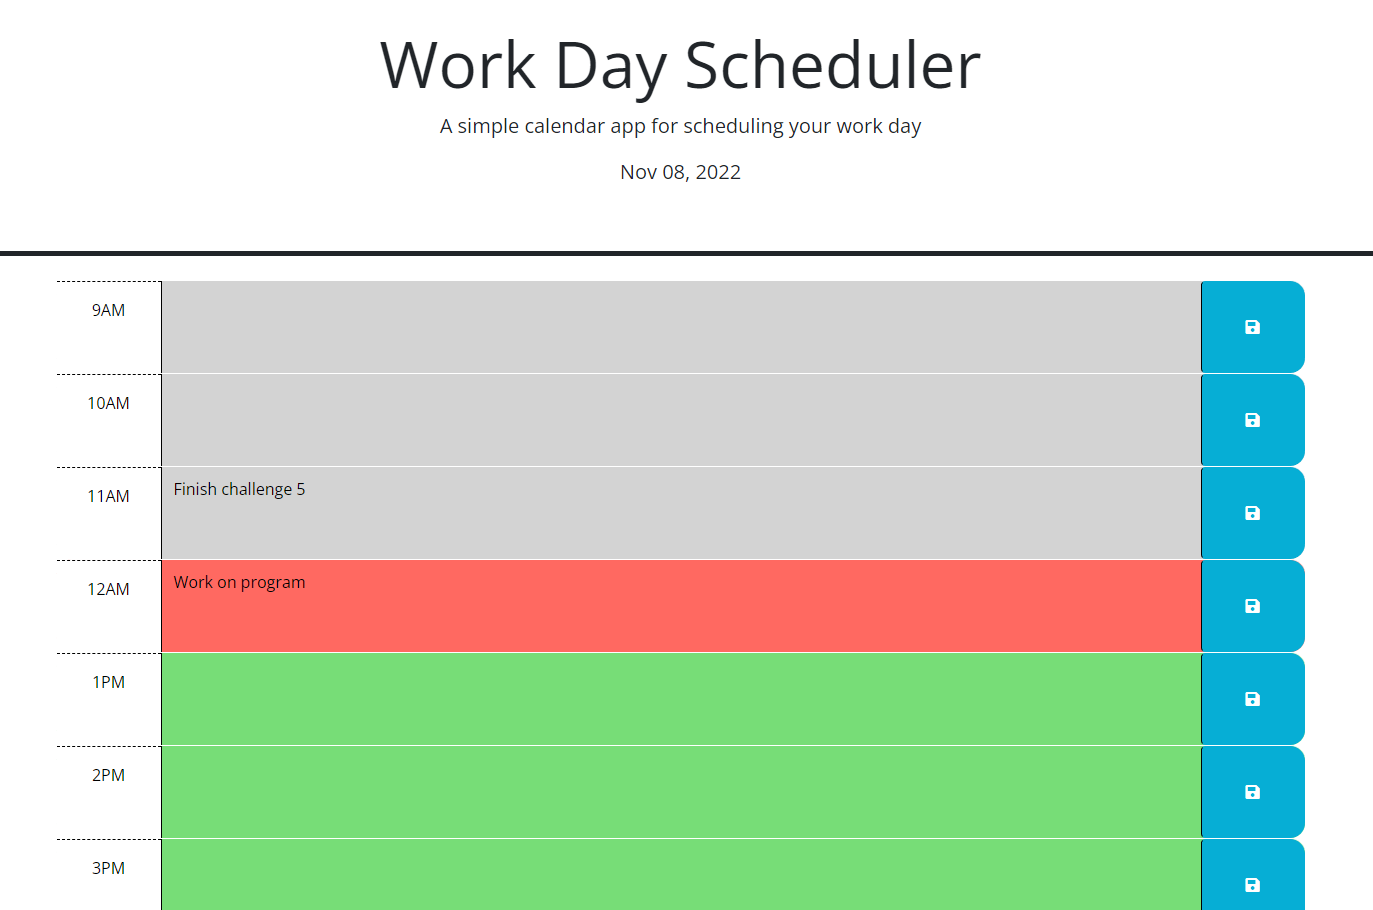 Work Day Scheduler
A simple calendar app for scheduling your work day
Nov 08, 2022
9AM
10AM
11AM
Finish challenge 5
12AM
Work on program
1PM
2PM
3PM